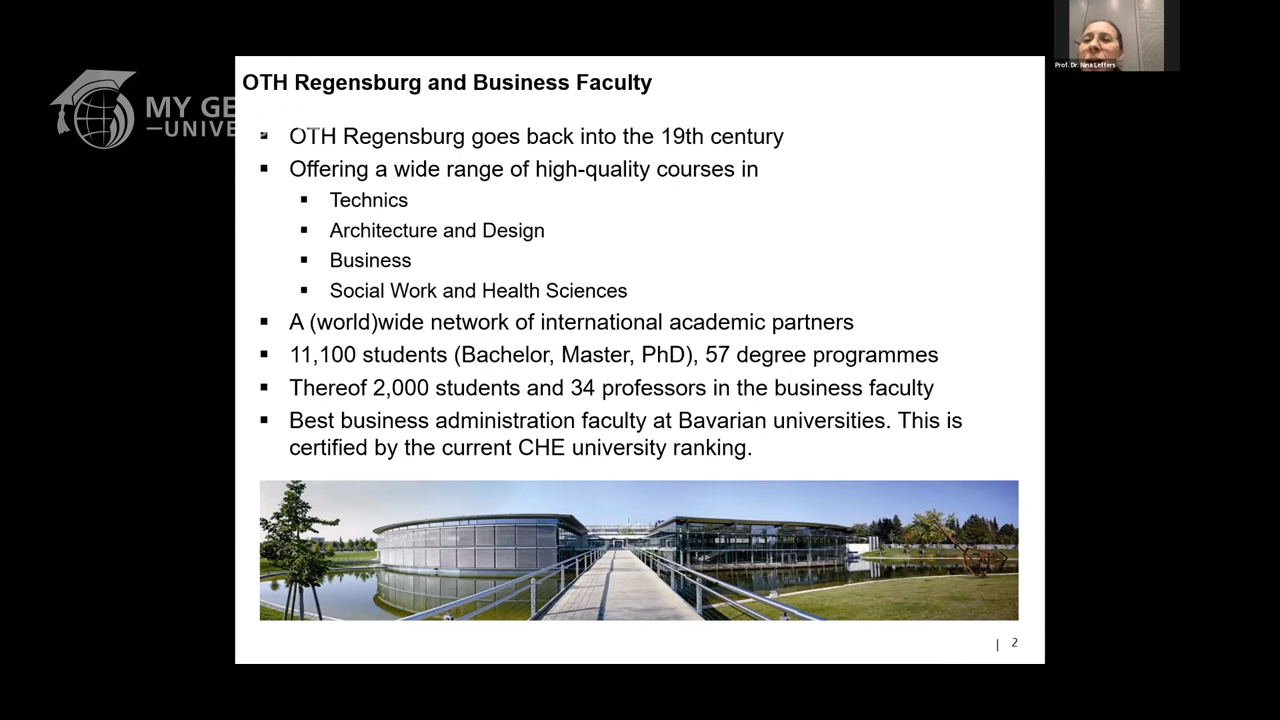 Prof. Dr. Nina Leffers
OTH Regensburg and Business Faculty
MY GE
—UNIVE
▪ OTH Regensburg goes back into the 19th century
▪ Offering a wide range of high-quality courses in
▪ Technics
▪ Architecture and Design
▪ Business
▪ Social Work and Health Sciences
▪ A (world)wide network of international academic partners
▪ 11,100 students (Bachelor, Master, PhD), 57 degree programmes
▪ Thereof 2,000 students and 34 professors in the business faculty
▪ Best business administration faculty at Bavarian universities. This is
certified by the current CHE university ranking.
| 2